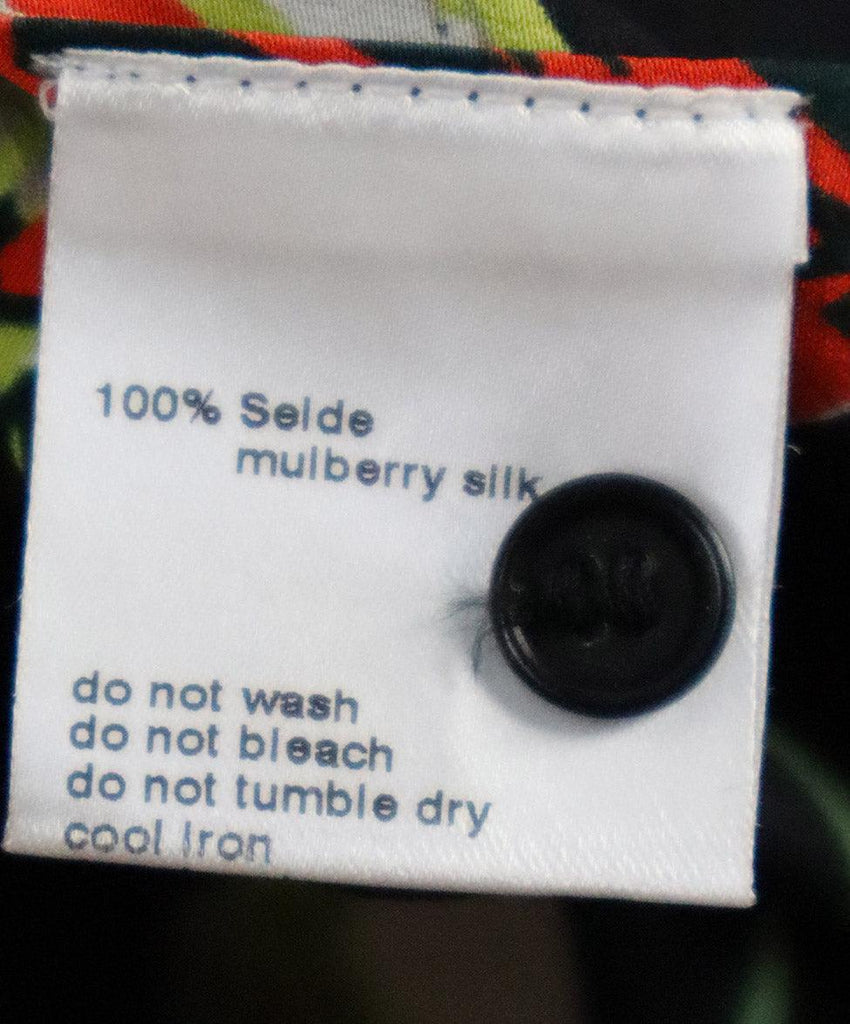 100% Seide
mulberry silk
do not wash
do not bleach
do not tumble dry
cool iron